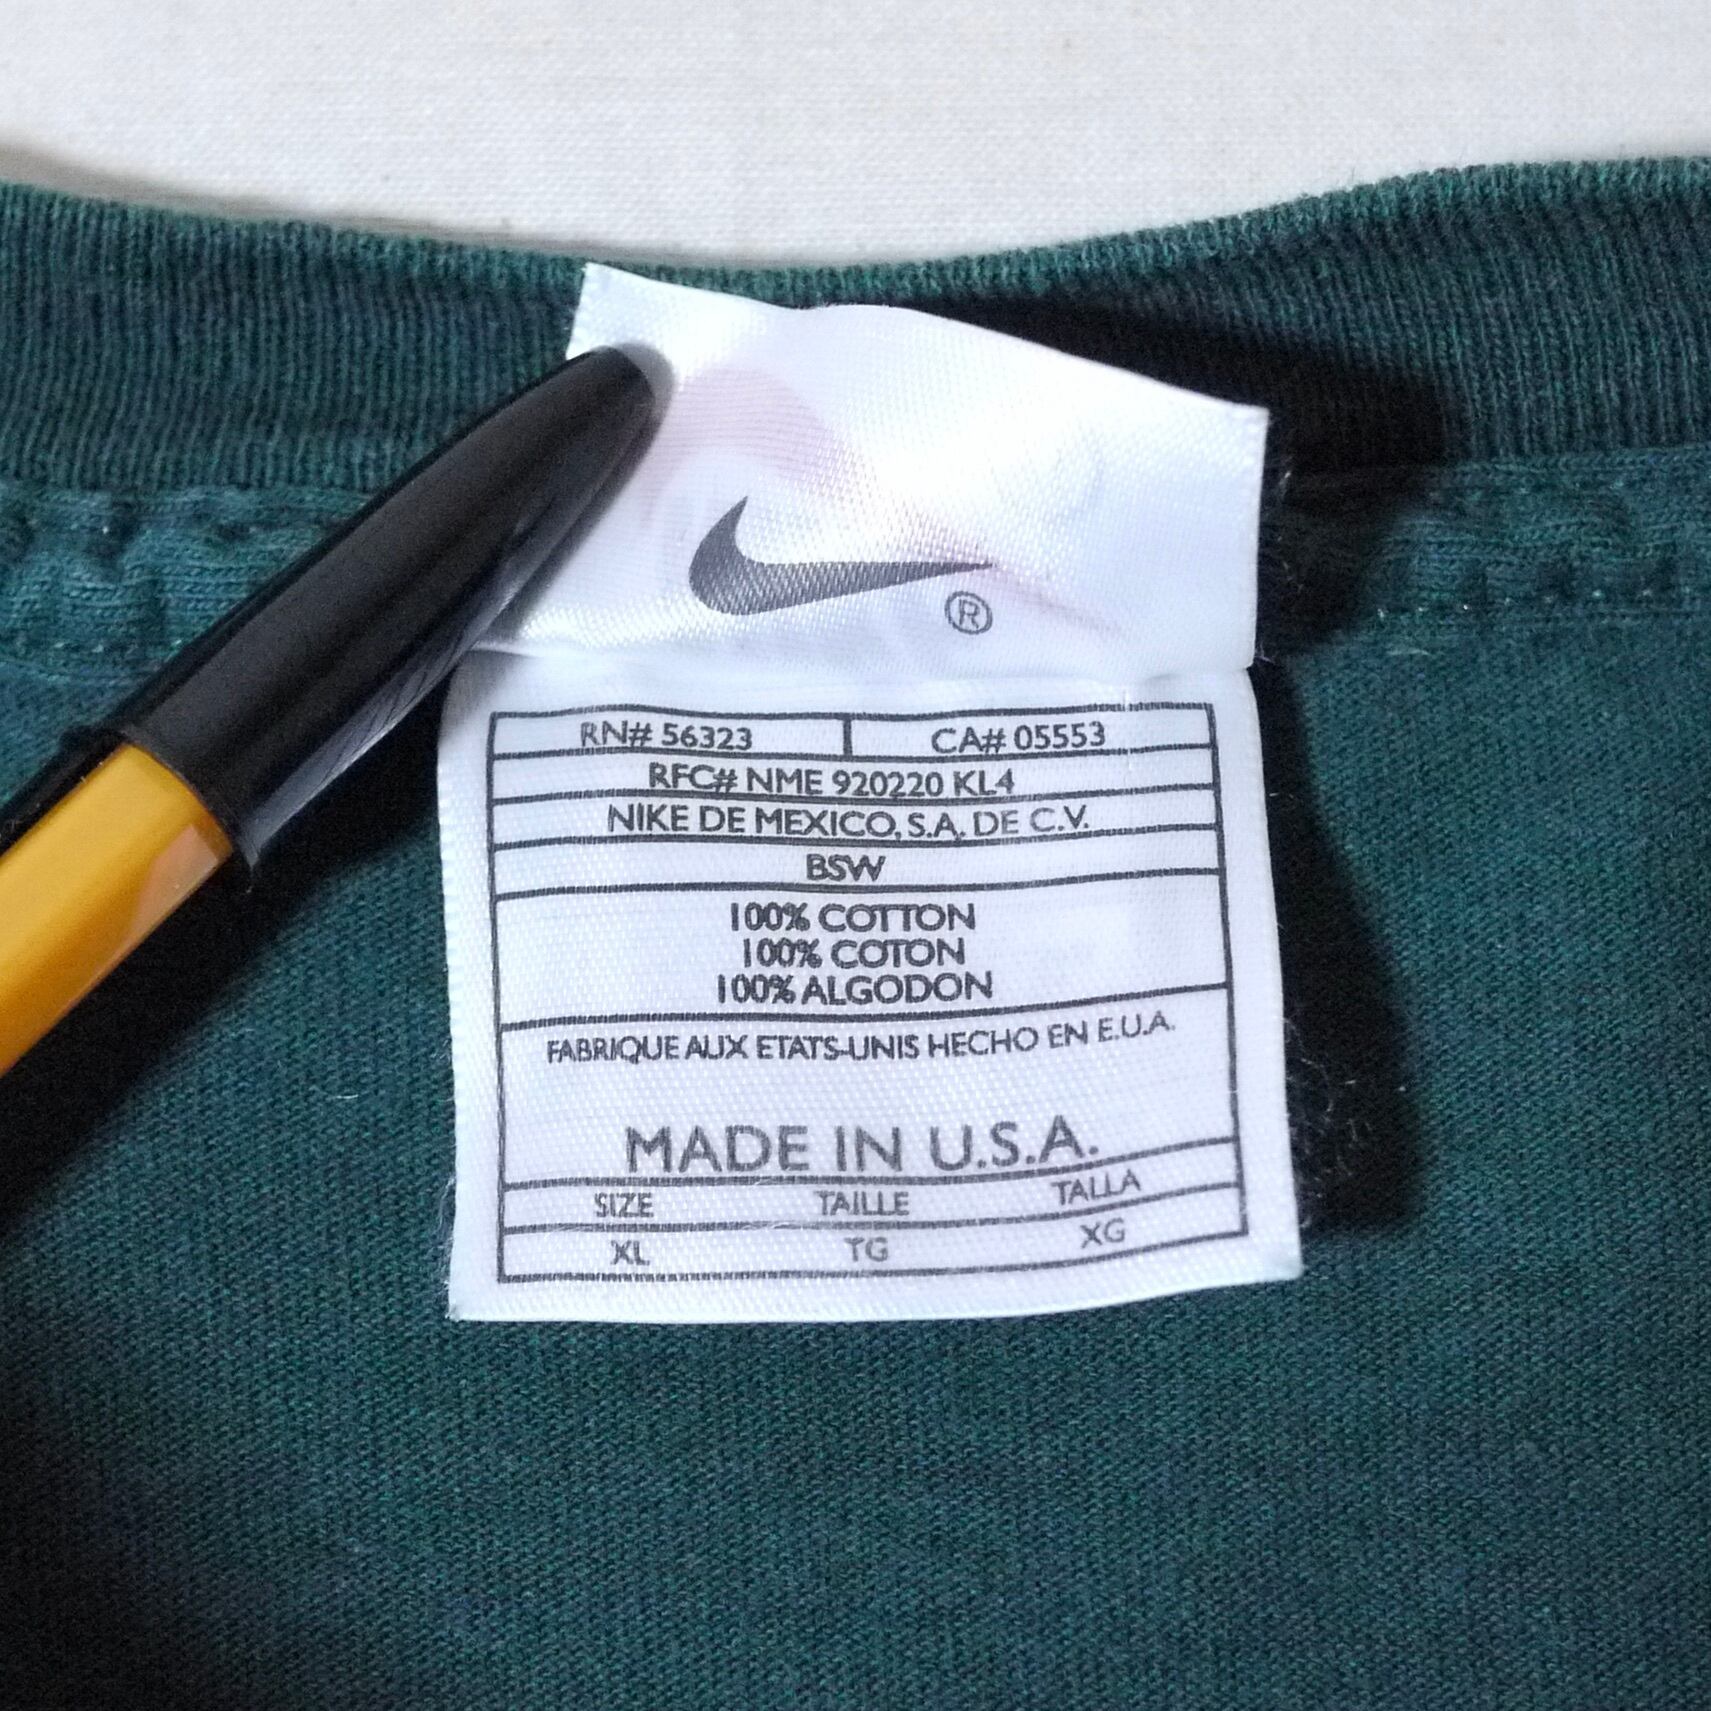 ®
RN# 56323 CA# 05553
RFC# NME 920220 KL4
NIKE DE MEXICO, S.A. DE C.V.
BSW
100% COTTON
100% COTON
100% ALGODON
FABRIQUE AUX ETATS-UNIS HECHO EN E.U.A.
MADE IN U.S.A.
SIZE TAILLE TALLA
XL TG XG